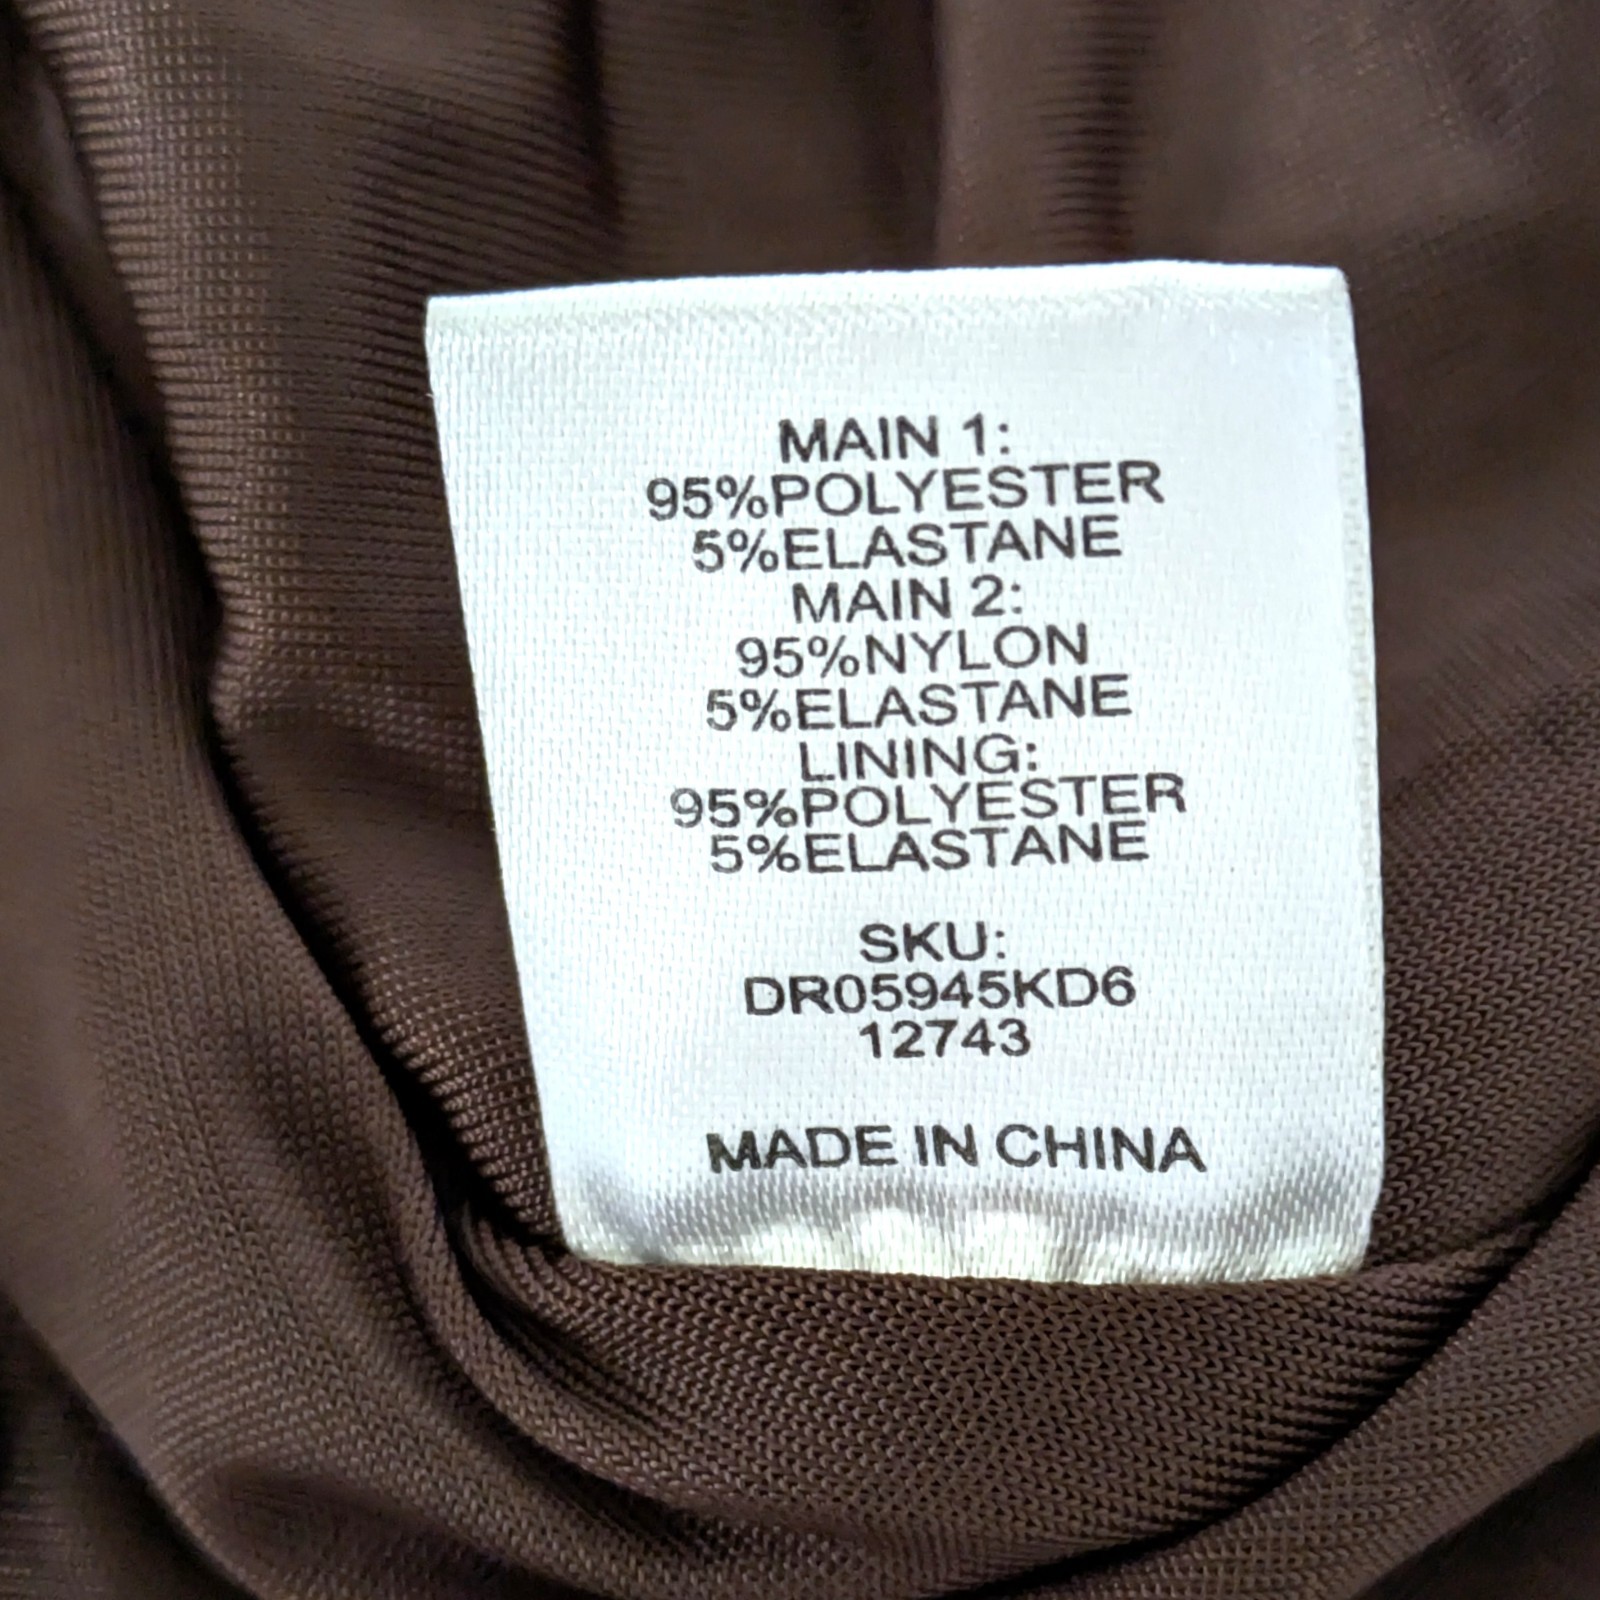 MAIN 1:
95%POLYESTER
5%ELASTANE
MAIN 2:
95%NYLON
5%ELASTANE
LINING:
95%POLYESTER
5%ELASTANE
SKU:
DR05945KD6
12743
MADE IN CHINA